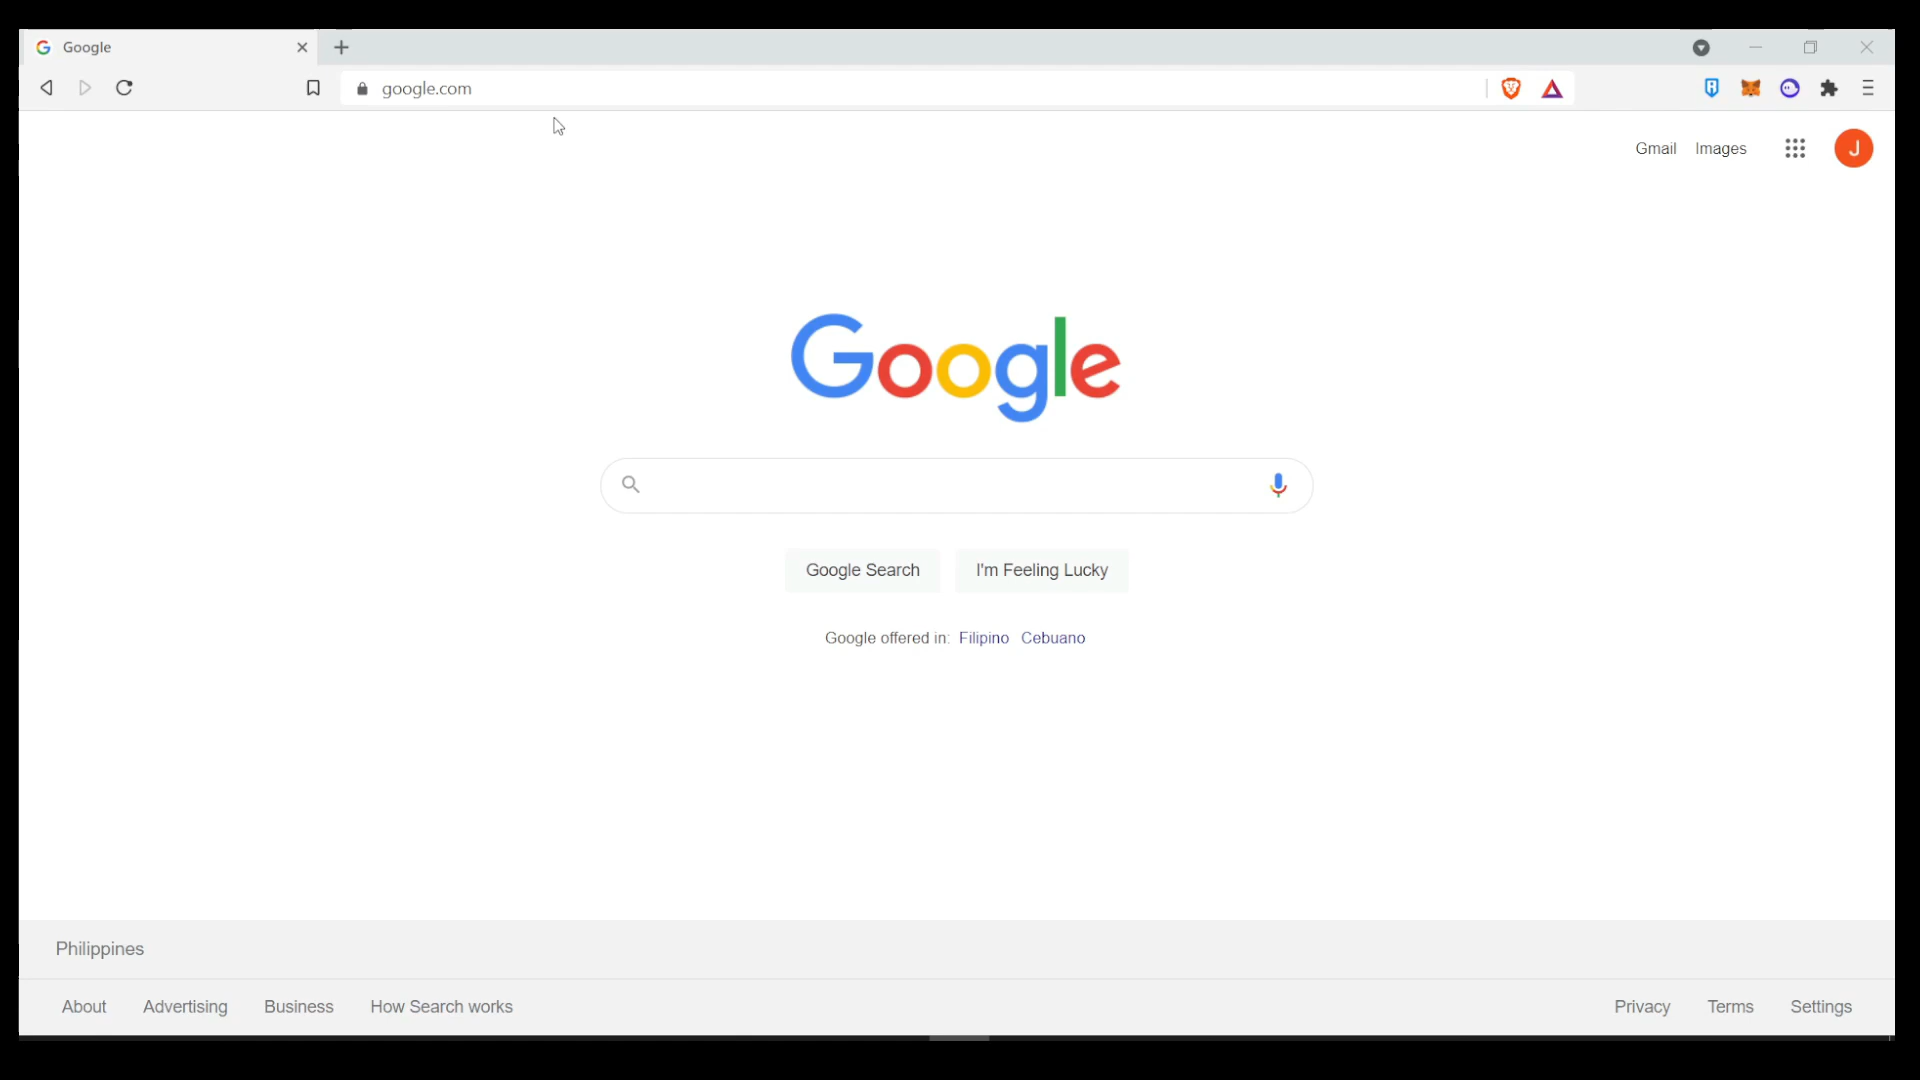 Google
google.com
Gmail Images
J
Google
Google Search I'm Feeling Lucky
Google offered in: Filipino Cebuano
Philippines
About Advertising Business How Search works Privacy Terms Settings